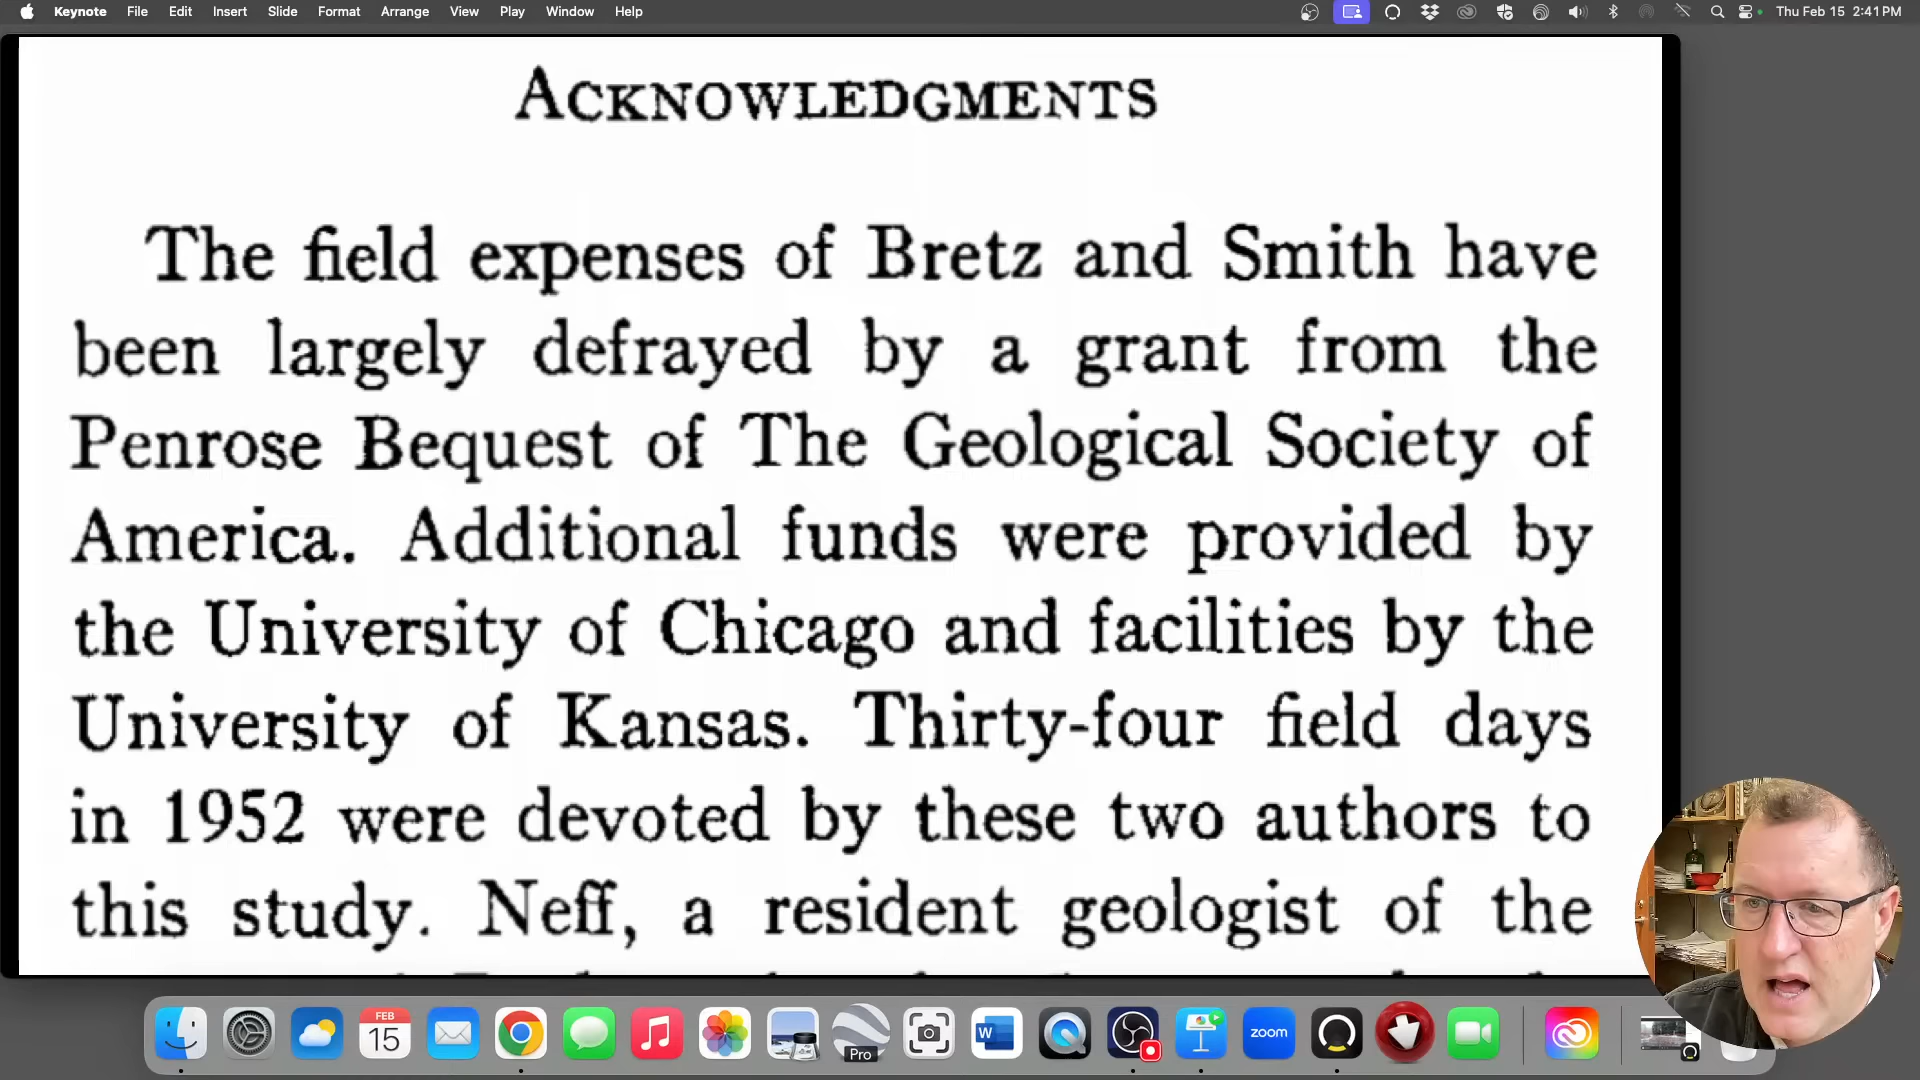 Keynote File Edit Insert Slide Format Arrange View Play Window Help Thu Feb 15 2:41 PM
ACKNOWLEDGMENTS
The field expenses of Bretz and Smith have
been largely defrayed by a grant from the
Penrose Bequest of The Geological Society of
America. Additional funds were provided by
the University of Chicago and facilities by the
University of Kansas. Thirty-four field days
in 1952 were devoted by these two authors to
this study. Neff, a resident geologist of the
FEB
15
Pro
W
zoom